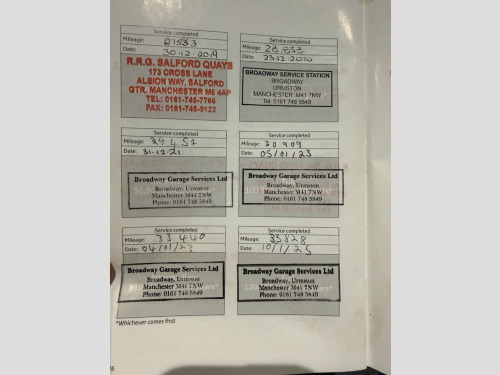 Service completed
Mileage: 27533
Date: 30.12.2019
R.R.G. SALFORD QUAYS
173 CROSS LANE
ALBION WAY, SALFORD
GTR. MANCHESTER M5 4AP
TEL: 0161-745-7766
FAX: 0161-745-9122
Service completed
Mileage: 28,833
Date: 23.12.2020
BROADWAY SERVICE STATION
BROADWAY
URMSTON
MANCHESTER M41 7NW
Tel: 0161 748 5849
Service completed
Mileage: 29457
Date: 31.12.21
Broadway Garage Services Ltd
Broadway, Urmston
Manchester M41 7NW
Phone: 0161 748 5849
Service completed
Mileage: 30.909
Date: 05/01/23
Broadway Garage Services Ltd
Broadway, Urmston
Manchester M41 7NW
Phone: 0161 748 5849
Service completed
Mileage: 33440
Date: 04/01/23
Broadway Garage Services Ltd
Broadway, Urmston
Manchester M41 7NW
Phone: 0161 748 5849
Service completed
Mileage: 35828
Date: 10/1/25
Broadway Garage Services Ltd
Broadway, Urmston
Manchester M41 7NW
Phone: 0161 748 5849
*Whichever comes first